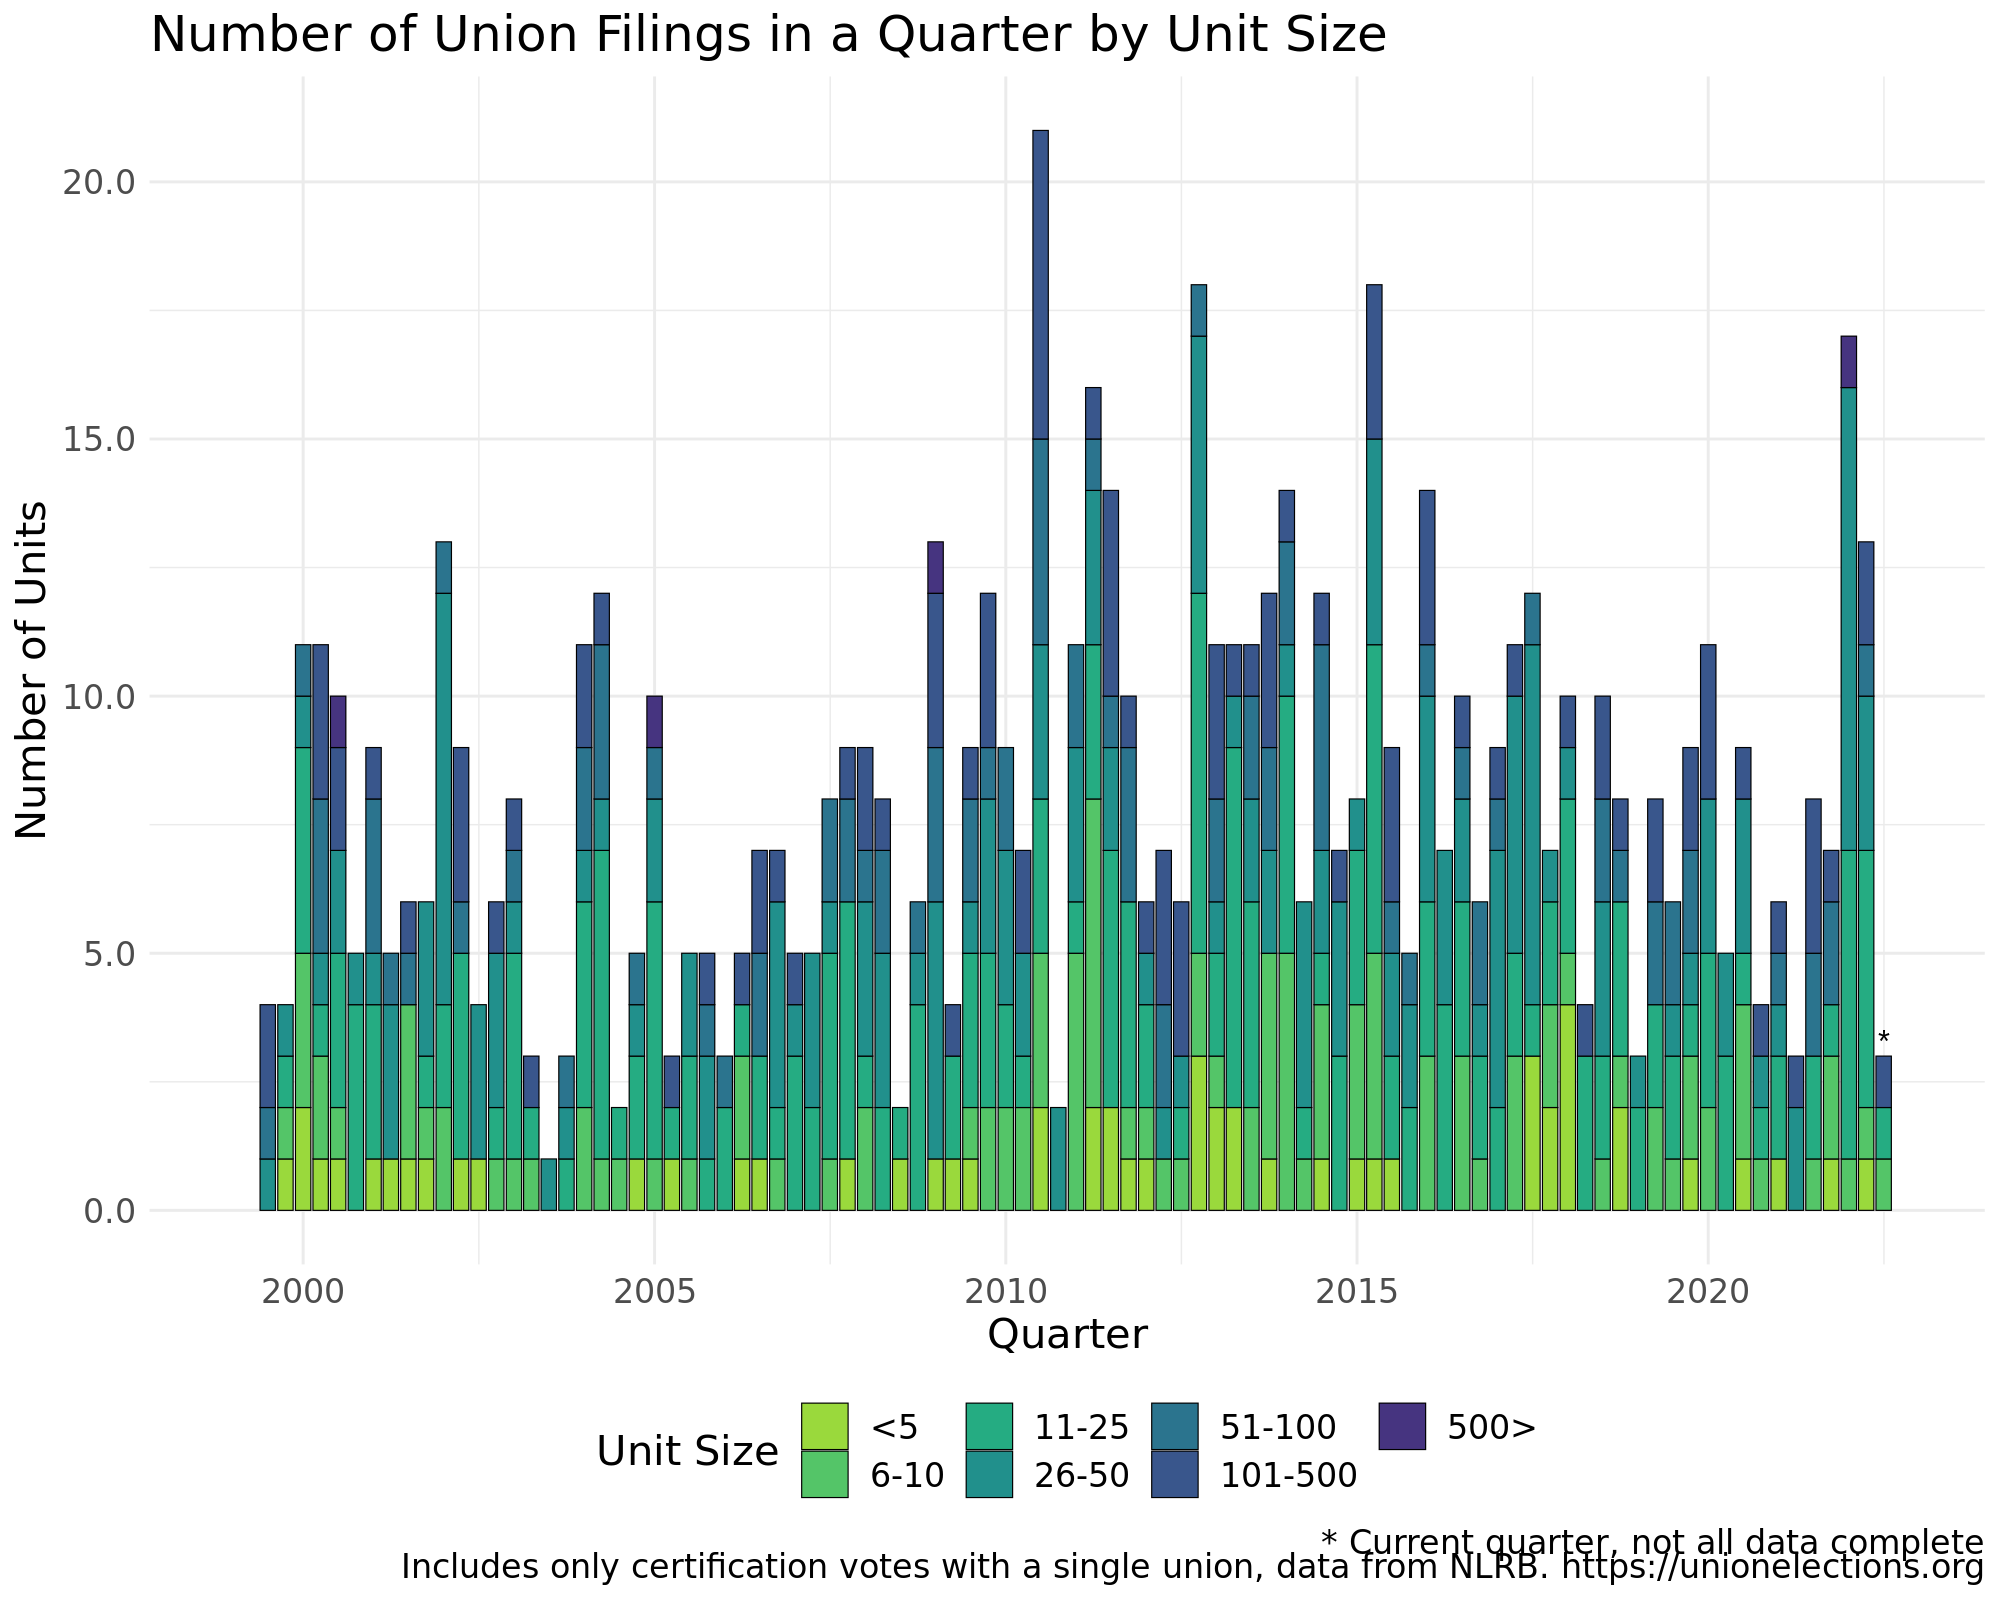 Number of Union Filings in a Quarter by Unit Size
20.0
15.0
10.0
5.0
0.0
Number of Units
*
2000 2005 2010 2015 2020
Quarter
Unit Size
<5 11-25 51-100 500>
6-10 26-50 101-500
* Current quarter, not all data complete
Includes only certification votes with a single union, data from NLRB. https://unionelections.org